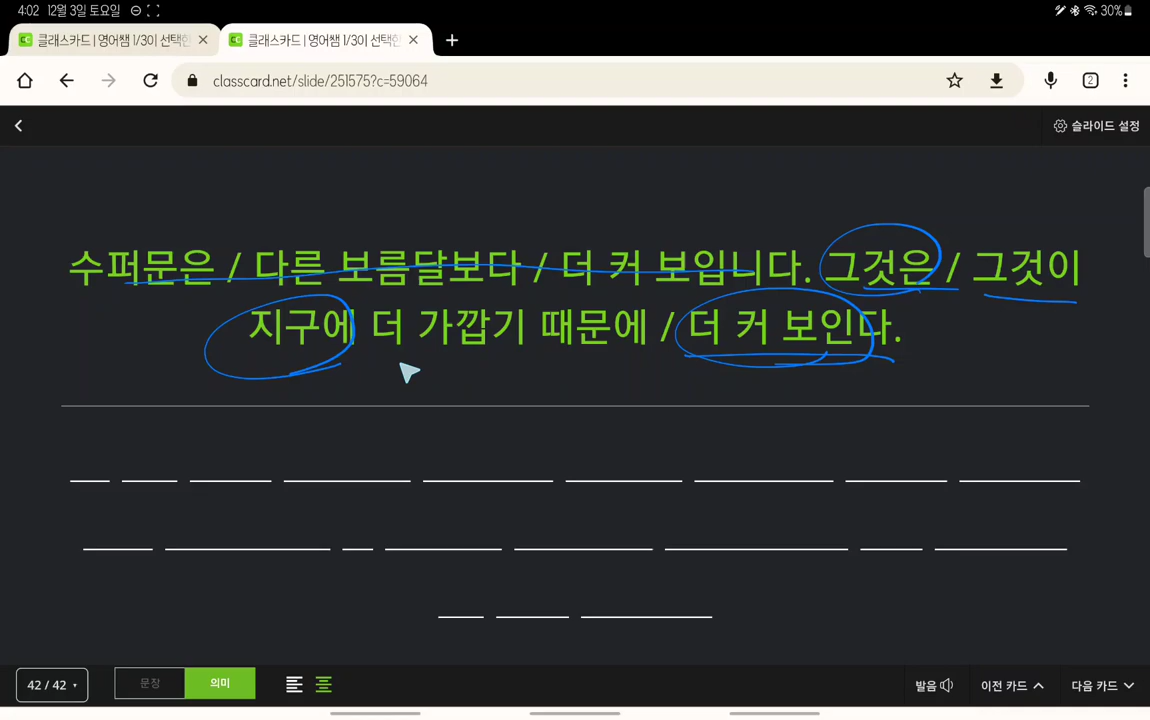 4:02 12월 3일 토요일 30%
클래스카드 | 영어쌤 1/30| 선택한 클래스카드 | 영어쌤 1/30| 선택한
classcard.net/slide/251575?c=59064 2
슬라이드 설정
수퍼문은 / 다른 보름달보다 / 더 커 보입니다. 그것은 / 그것이
지구에 더 가깝기 때문에 / 더 커 보인다.
42 / 42 문장 의미 발음 이전 카드 다음 카드